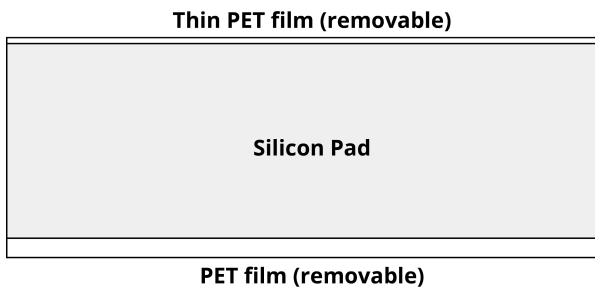 Thin PET film (removable)
Silicon Pad
PET film (removable)